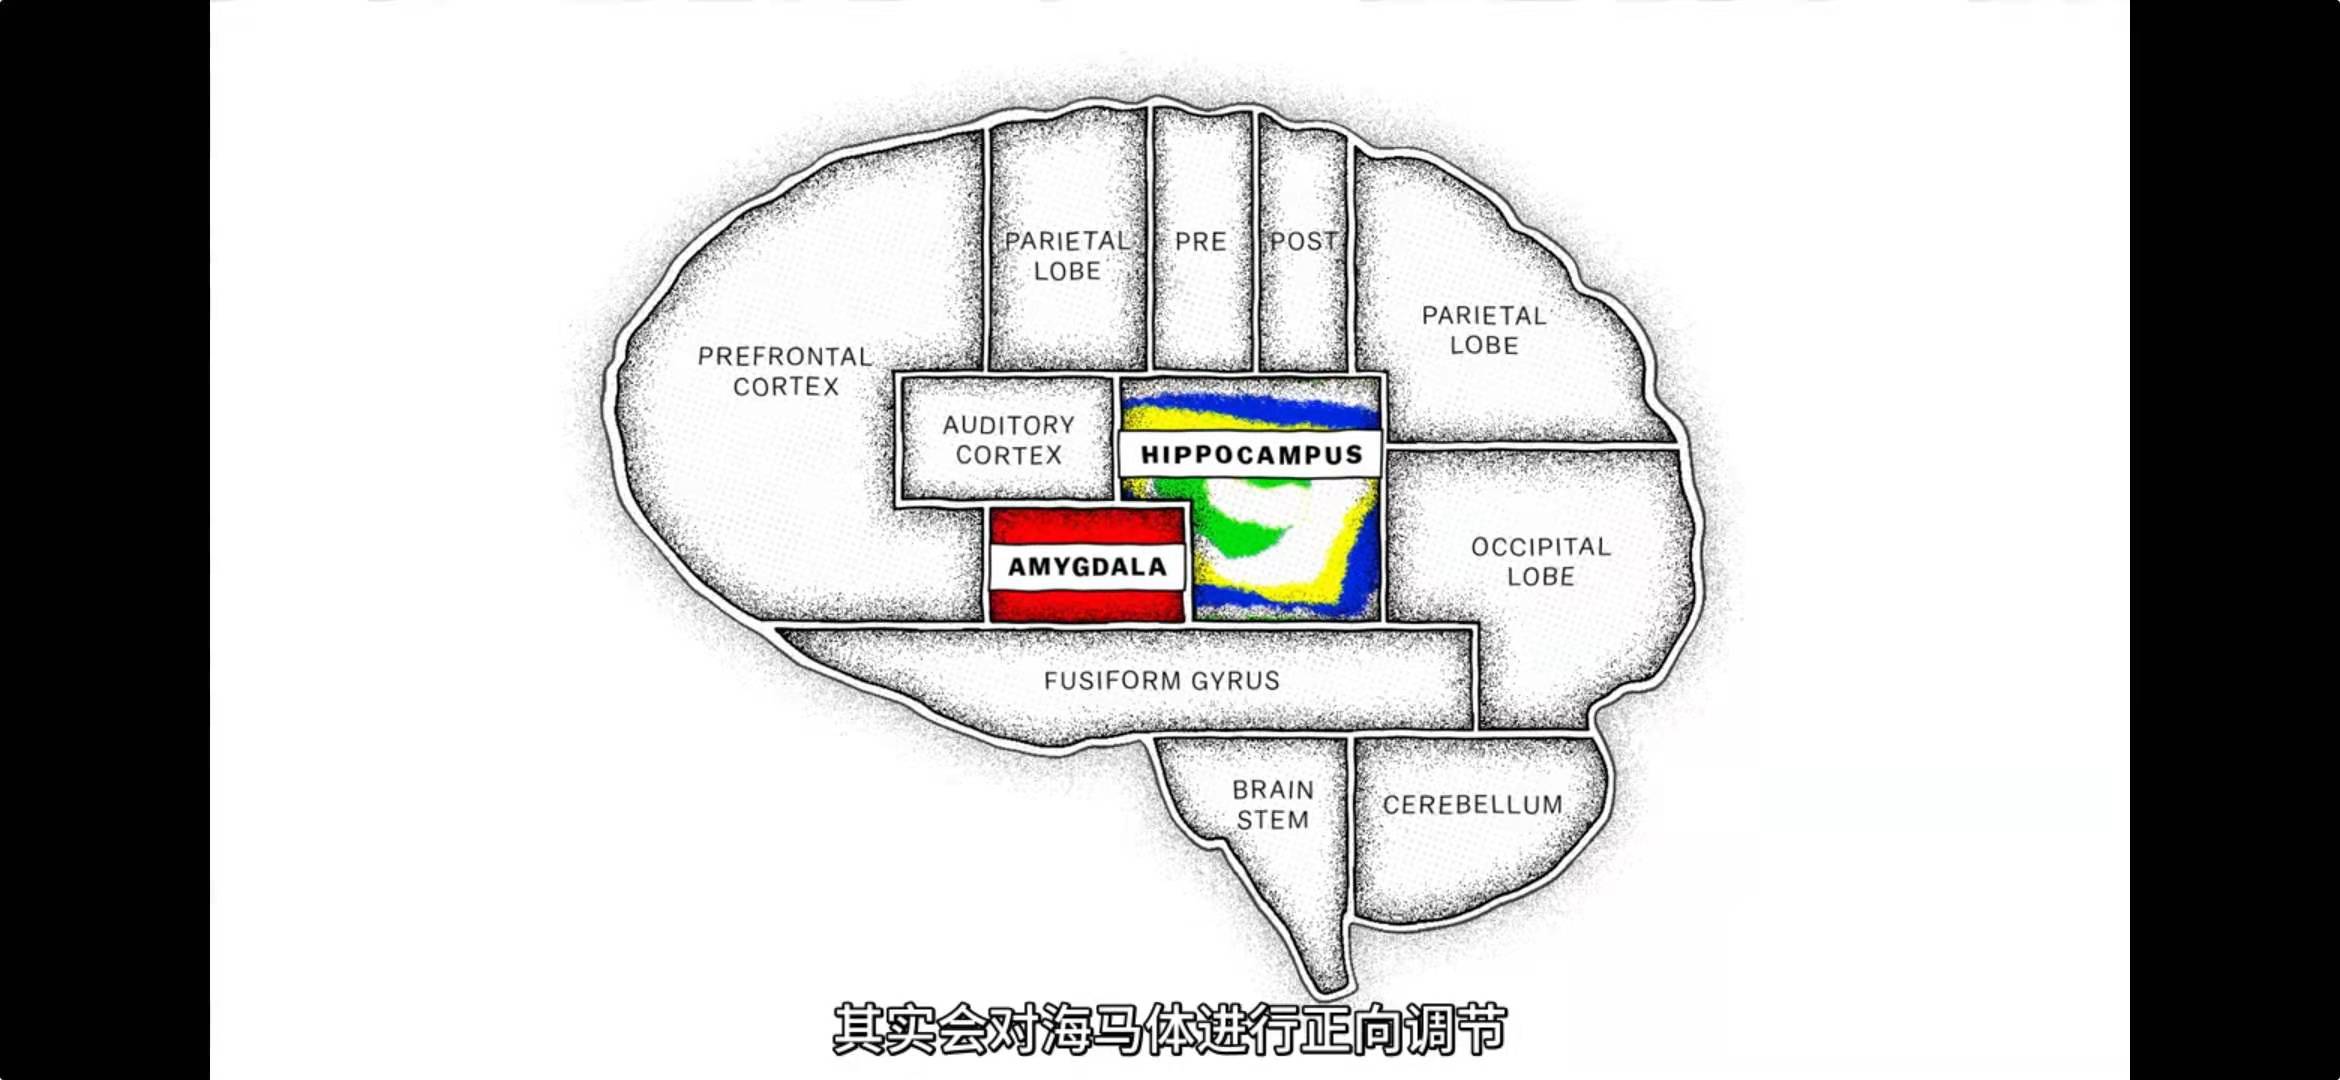 PARIETAL
LOBE
PRE
POST
PARIETAL
LOBE
PREFRONTAL
CORTEX
AUDITORY
CORTEX
HIPPOCAMPUS
AMYGDALA
OCCIPITAL
LOBE
FUSIFORM GYRUS
BRAIN
STEM
CEREBELLUM
其实会对海马体进行正向调节